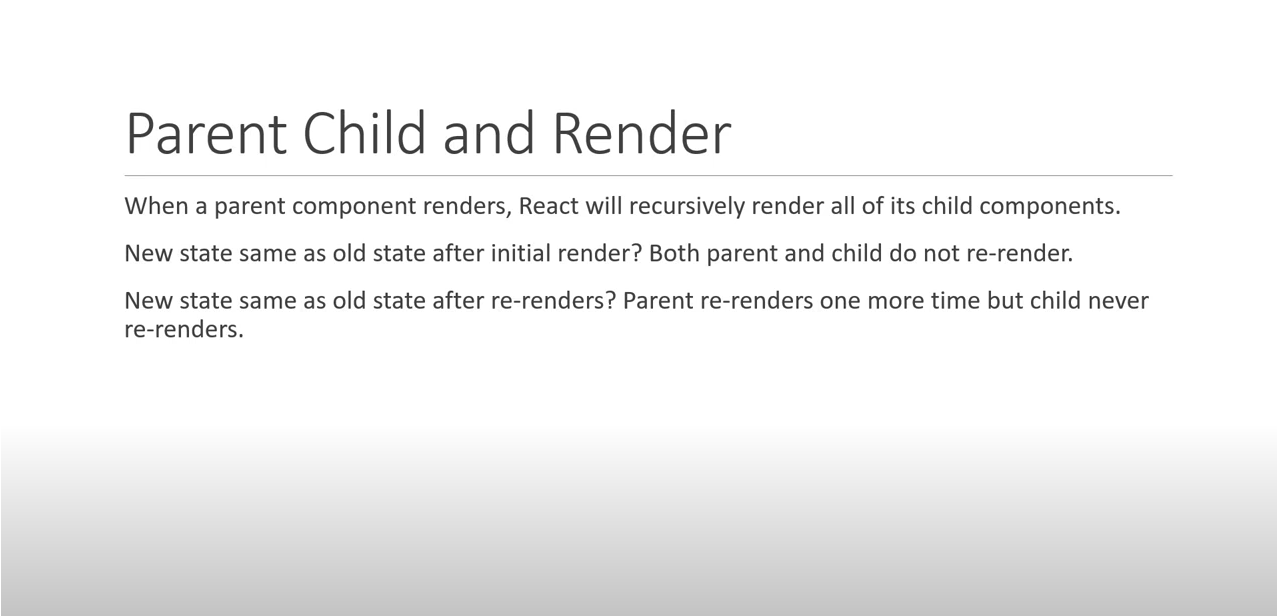 Parent Child and Render
When a parent component renders, React will recursively render all of its child components.
New state same as old state after initial render? Both parent and child do not re-render.
New state same as old state after re-renders? Parent re-renders one more time but child never
re-renders.